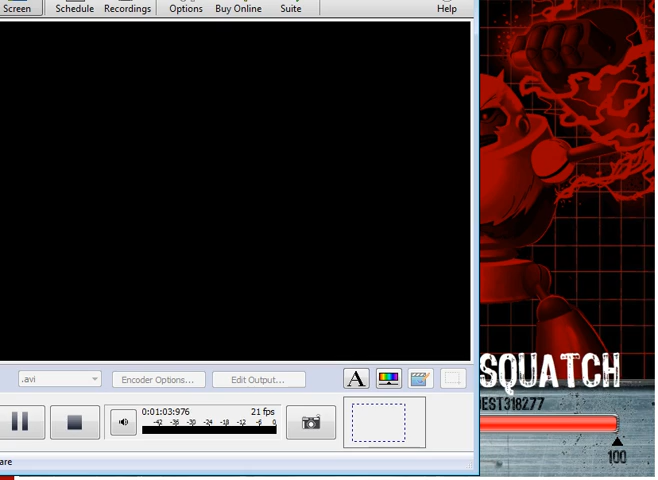 Screen Schedule Recordings Options Buy Online Suite Help
SQUATCH
.avi Encoder Options... Edit Output... A
EST318277
0:01:03:976 21 fps
-42 -36 -30 -24 -18 -12 -6 0
100
are